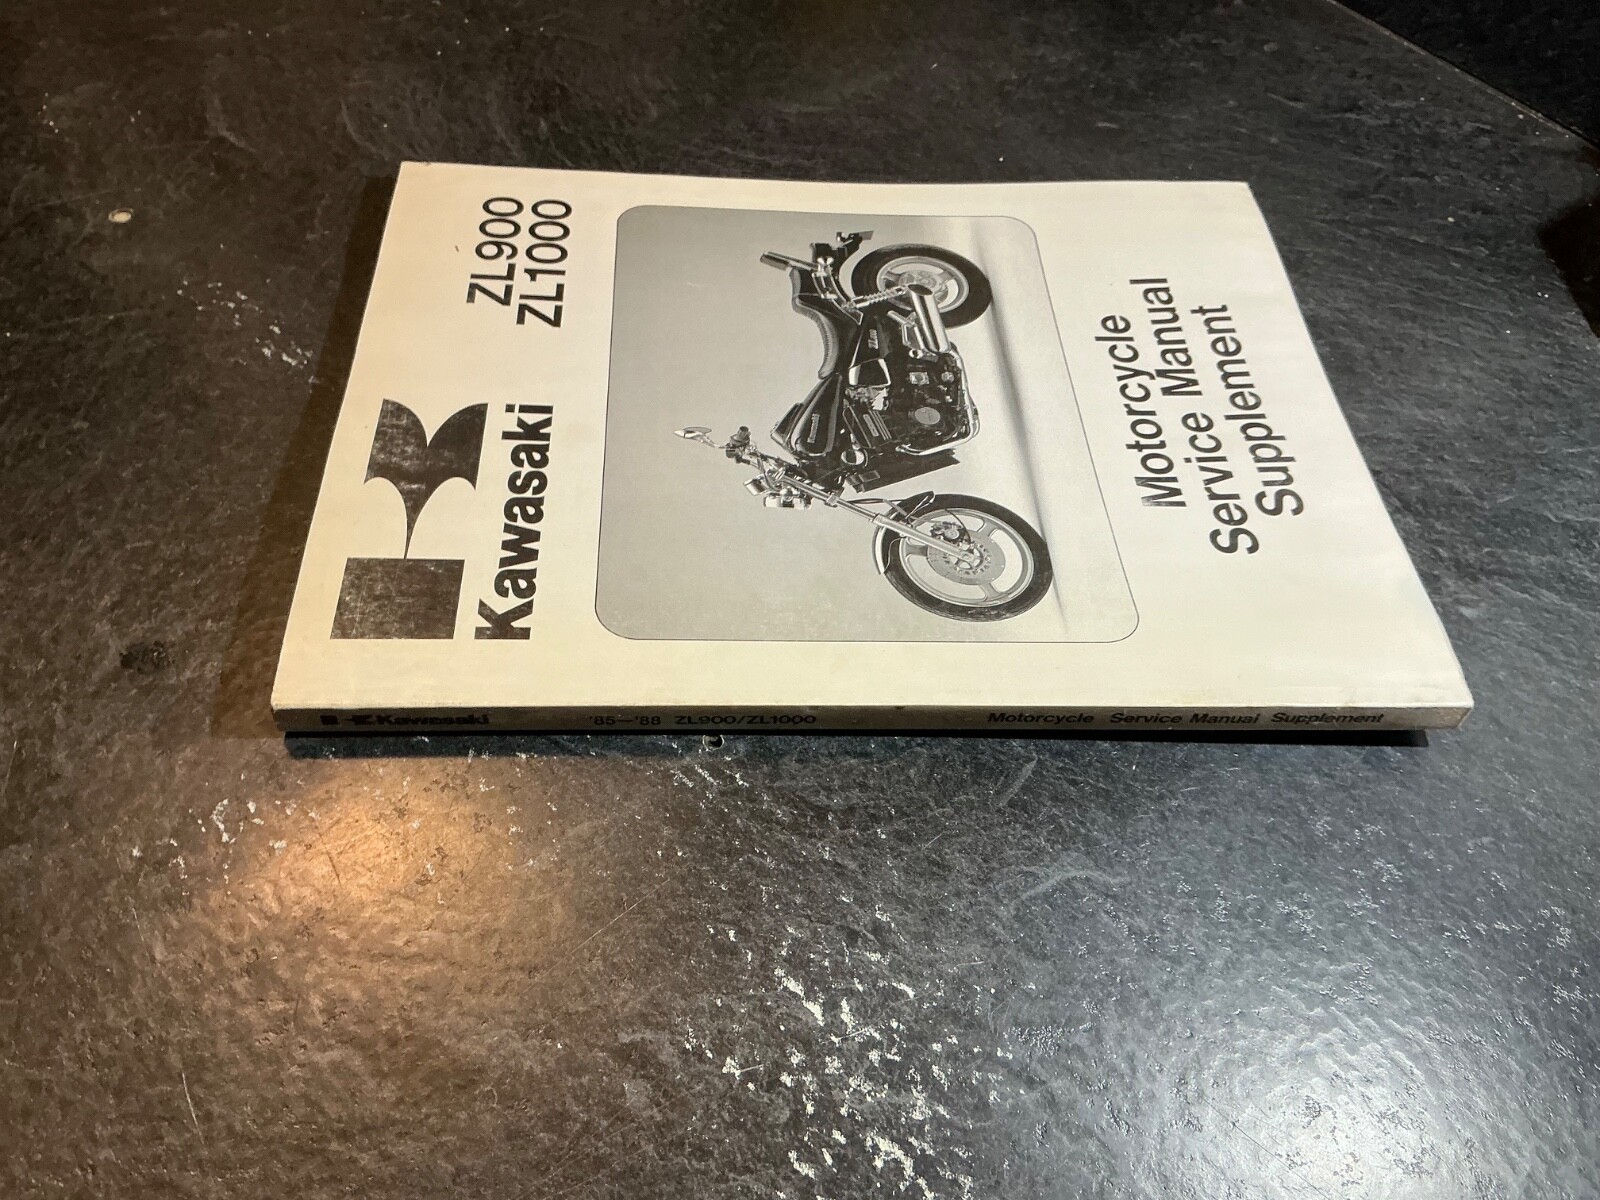 Kawasaki
ZL900
ZL1000
Motorcycle
Service Manual
Supplement
Kawasaki '85—'88 ZL900/ZL1000 Motorcycle Service Manual Supplement